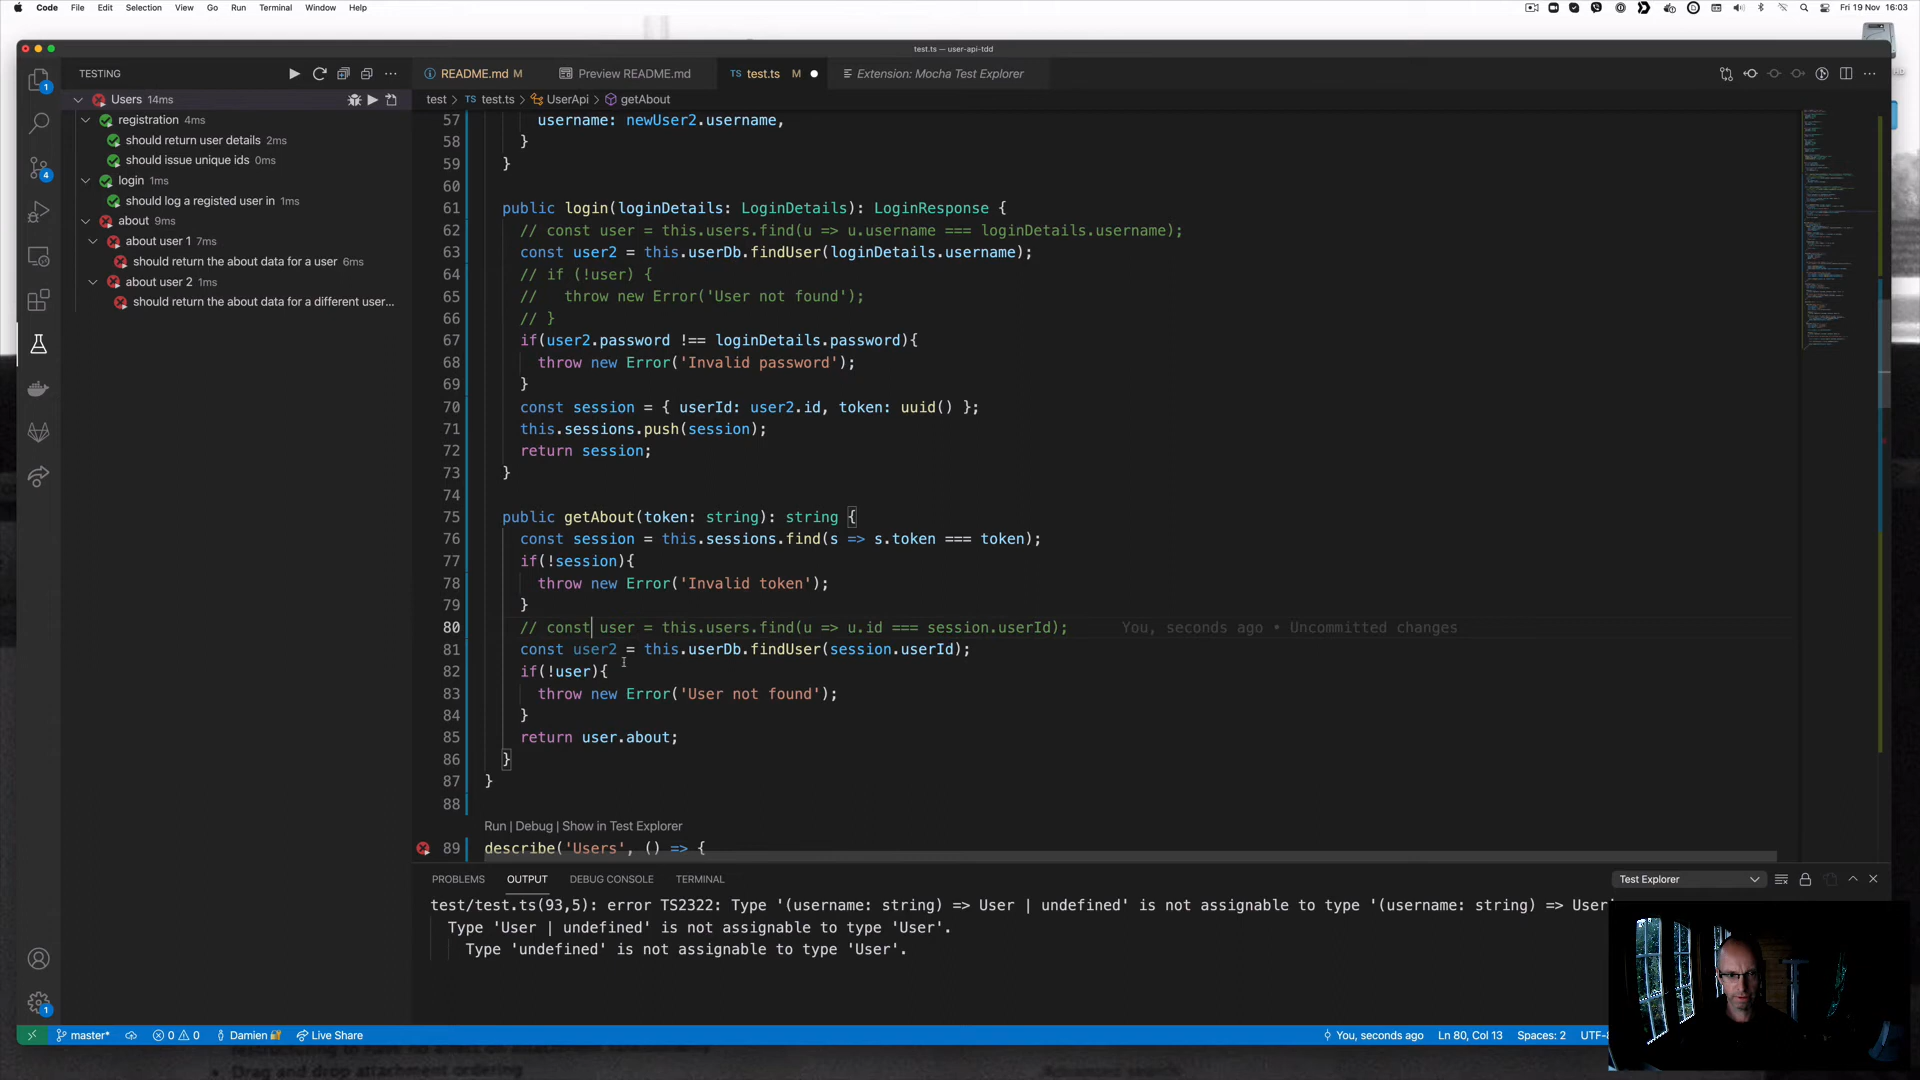 Code File Edit Selection View Go Run Terminal Window Help
Fri 19 Nov 16:03
test.ts — user-api-tdd
TESTING
README.md M
Preview README.md
TS test.ts M
Extension: Mocha Test Explorer
test > TS test.ts > UserApi > getAbout
Users 14ms
registration 4ms
should return user details 2ms
should issue unique ids 0ms
login 1ms
should log a registed user in 1ms
about 9ms
about user 1 7ms
should return the about data for a user 6ms
about user 2 1ms
should return the about data for a different user...
57 username: newUser2.username,
58 }
59 }
60
61 public login(loginDetails: LoginDetails): LoginResponse {
62 // const user = this.users.find(u => u.username === loginDetails.username);
63 const user2 = this.userDb.findUser(loginDetails.username);
64 // if (!user) {
65 // throw new Error('User not found');
66 // }
67 if(user2.password !== loginDetails.password){
68 throw new Error('Invalid password');
69 }
70 const session = { userId: user2.id, token: uuid() };
71 this.sessions.push(session);
72 return session;
73 }
74
75 public getAbout(token: string): string {
76 const session = this.sessions.find(s => s.token === token);
77 if(!session){
78 throw new Error('Invalid token');
79 }
80 // const user = this.users.find(u => u.id === session.userId); You, seconds ago • Uncommitted changes
81 const user2 = this.userDb.findUser(session.userId);
82 if(!user){
83 throw new Error('User not found');
84 }
85 return user.about;
86 }
87 }
88
Run | Debug | Show in Test Explorer
89 describe('Users', () => {
PROBLEMS OUTPUT DEBUG CONSOLE TERMINAL
Test Explorer
test/test.ts(93,5): error TS2322: Type '(username: string) => User | undefined' is not assignable to type '(username: string) => User'
Type 'User | undefined' is not assignable to type 'User'.
Type 'undefined' is not assignable to type 'User'.
master* 0 0 Damien Live Share
You, seconds ago Ln 80, Col 13 Spaces: 2 UTF-8
Drag and drop attachment ordering